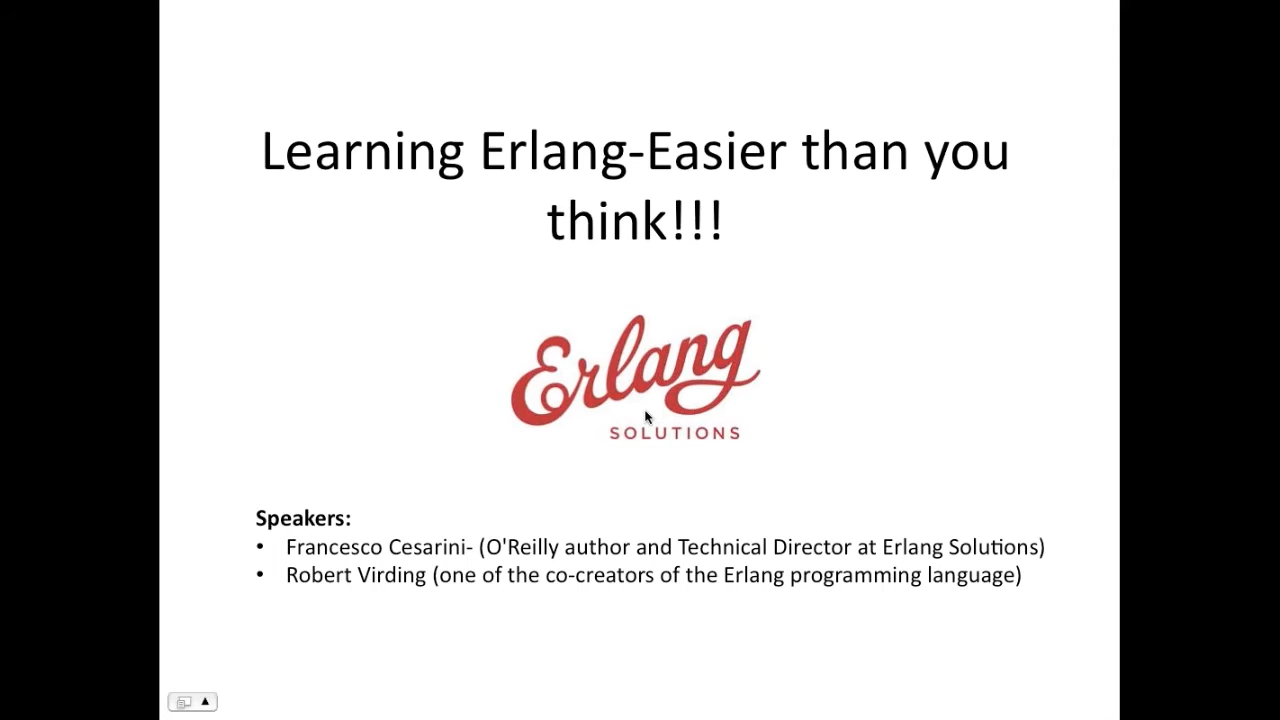 Learning Erlang-Easier than you
think!!!
Erlang
SOLUTIONS
Speakers:
• Francesco Cesarini- (O'Reilly author and Technical Director at Erlang Solutions)
• Robert Virding (one of the co-creators of the Erlang programming language)